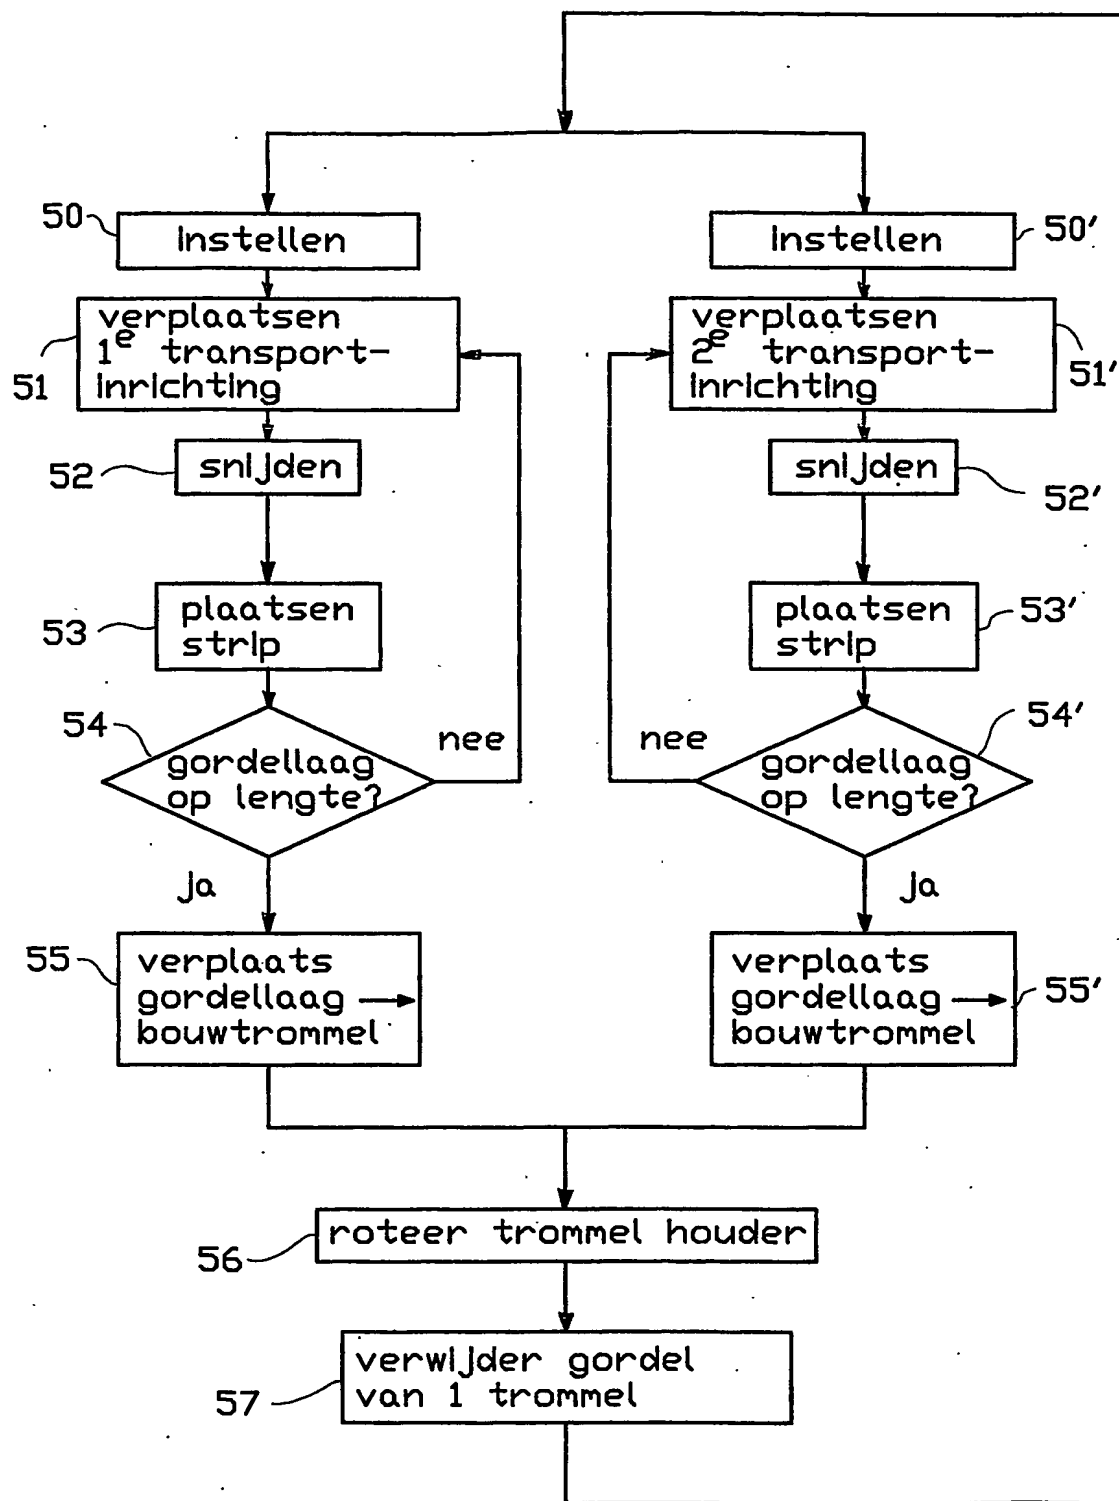 50
Instellen
Instellen
50'
verplaatsen
1e transport-
Inrichting
51
verplaatsen
2e transport-
Inrichting
51'
52
snijden
snijden
52'
53
plaatsen
strip
plaatsen
strip
53'
54
gordellaag
op lengte?
nee
nee
gordellaag
op lengte?
54'
Ja
Ja
55
verplaats
gordellaag →
bouwtrommel
verplaats
gordellaag →
bouwtrommel
55'
roteer trommel houder
56
verwijder gordel
van 1 trommel
57